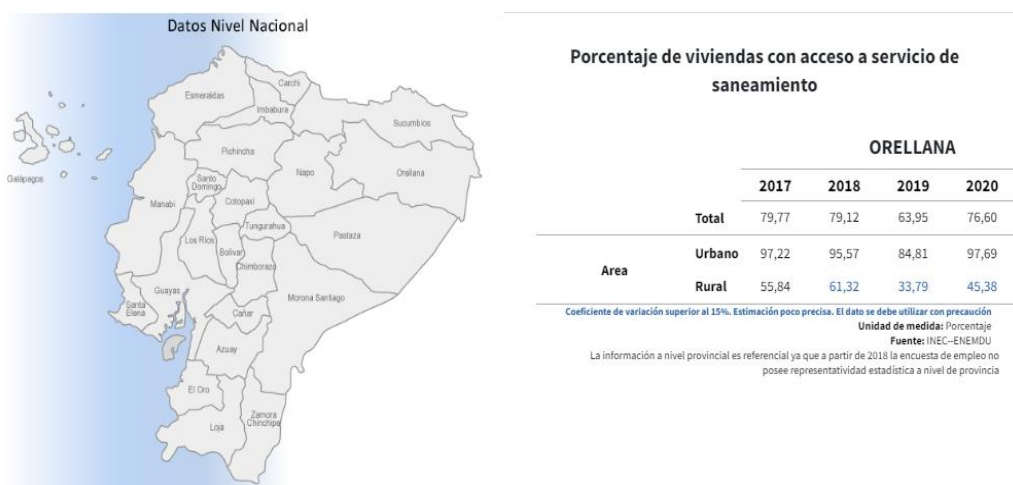 Datos Nivel Nacional
Carchi
Esmeraldas
Imbabura
Sucumbíos
Pichincha
Napo
Orellana
Galápagos
Santo
Domingo
Cotopaxi
Manabí
Tungurahua
Pastaza
Los Ríos
Bolívar
Chimborazo
Guayas
Morona Santiago
Santa
Elena
Cañar
Azuay
El Oro
Zamora
Chinchipe
Loja
Porcentaje de viviendas con acceso a servicio de
saneamiento
ORELLANA
2017 2018 2019 2020
Total 79,77 79,12 63,95 76,60
Area
Urbano 97,22 95,57 84,81 97,69
Rural 55,84 61,32 33,79 45,38
Coeficiente de variación superior al 15%. Estimación poco precisa. El dato se debe utilizar con precaución
Unidad de medida: Porcentaje
Fuente: INEC--ENEMDU
La información a nivel provincial es referencial ya que a partir de 2018 la encuesta de empleo no
posee representatividad estadística a nivel de provincia